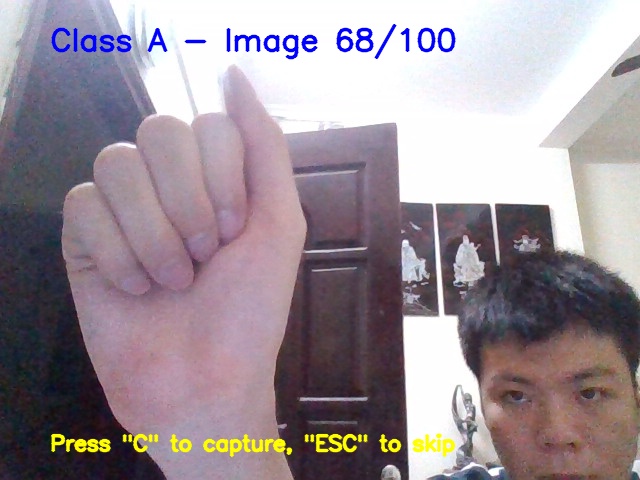 Class A - Image 68/100
Press "C" to capture, "ESC" to skip